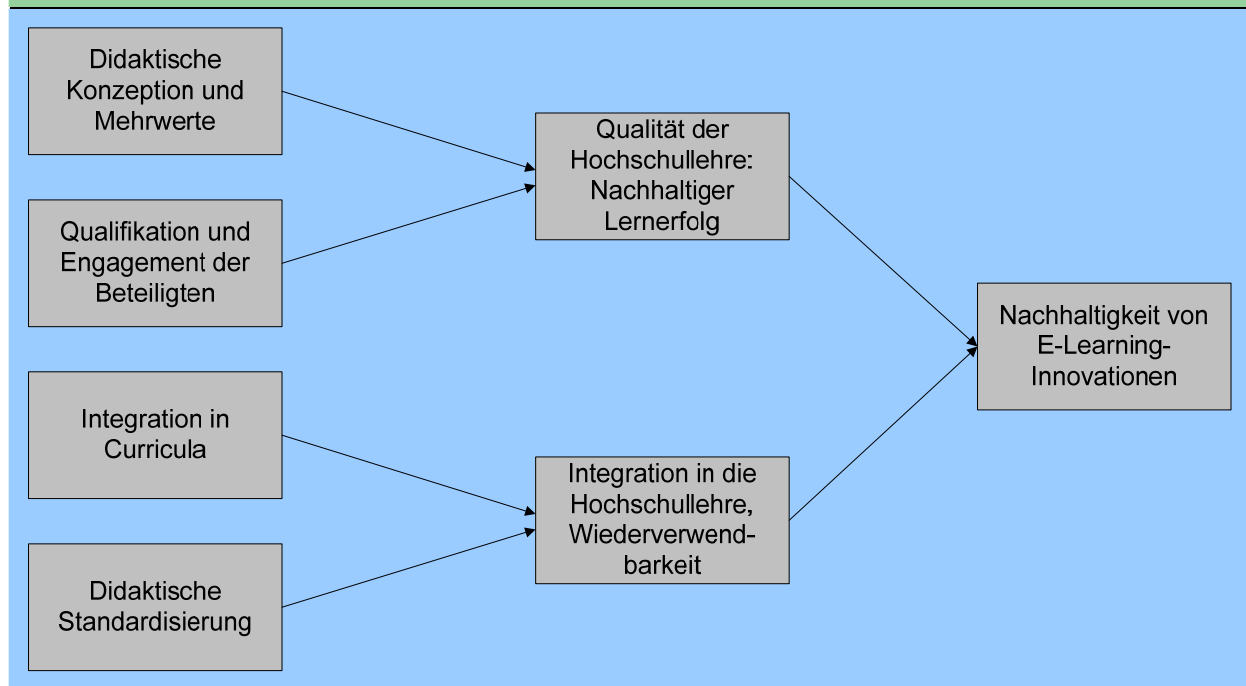 Didaktische
Konzeption und
Mehrwerte
Qualifikation und
Engagement der
Beteiligten
Integration in
Curricula
Didaktische
Standardisierung
Qualität der
Hochschullehre:
Nachhaltiger
Lernerfolg
Integration in die
Hochschullehre,
Wiederverwend-
barkeit
Nachhaltigkeit von
E-Learning-
Innovationen